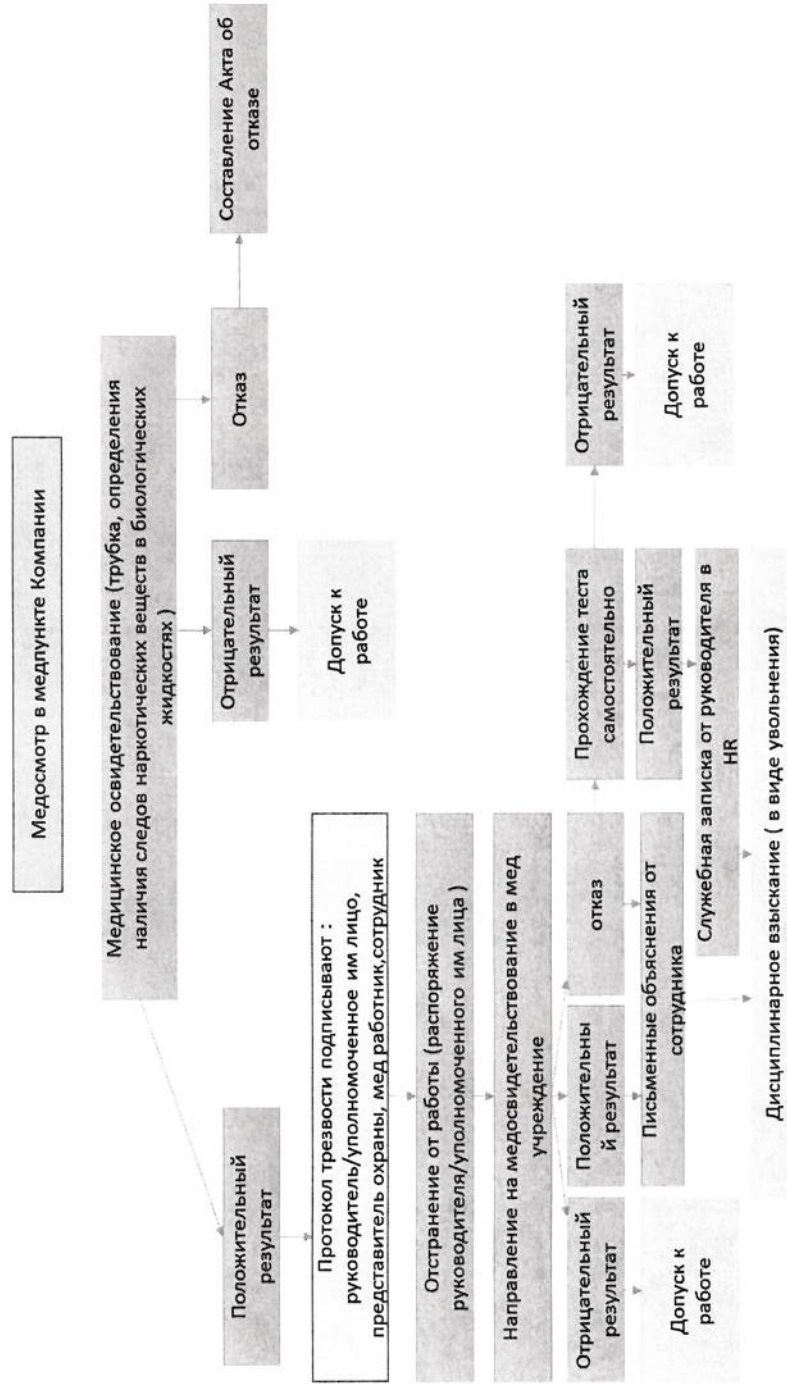 Медосмотр в медпункте Компании
Медицинское освидетельствование (трубка, определения
наличия следов наркотических веществ в биологических
жидкостях )
Положительный
результат
Отрицательный
результат
Отказ
Составление Акта об
отказе
Допуск к
работе
Протокол трезвости подписывают :
руководитель/уполномоченное им лицо,
представитель охраны, мед работник,сотрудник
Отстранение от работы (распоряжение
руководителя/уполномоченного им лица )
Направление на медосвидетельствование в мед
учреждение
Отрицательный
результат
Положительны
й результат
отказ
Прохождение теста
самостоятельно
Отрицательный
результат
Допуск к
работе
Письменные объяснения от
сотрудника
Положительный
результат
Допуск к
работе
Служебная записка от руководителя в
HR
Дисциплинарное взыскание ( в виде увольнения)